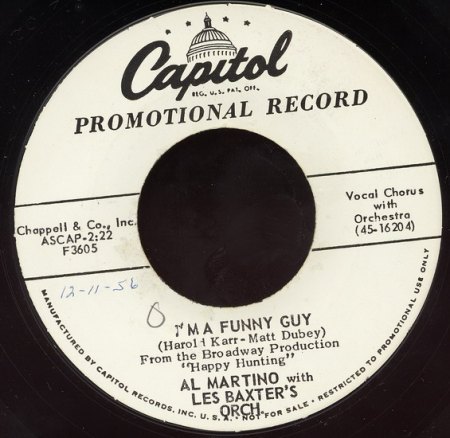 Capitol
REG. U.S. PAT. OFF.
PROMOTIONAL RECORD
Chappell & Co., Inc.
ASCAP-2:22
F3605
Vocal Chorus
with
Orchestra
(45-16204)
12-11-56
I'M A FUNNY GUY
(Harold Karr-Matt Dubey)
From the Broadway Production
"Happy Hunting"
AL MARTINO with
LES BAXTER'S
ORCH.
MANUFACTURED BY CAPITOL RECORDS, INC. U.S.A. • NOT FOR SALE • RESTRICTED TO PROMOTIONAL USE ONLY